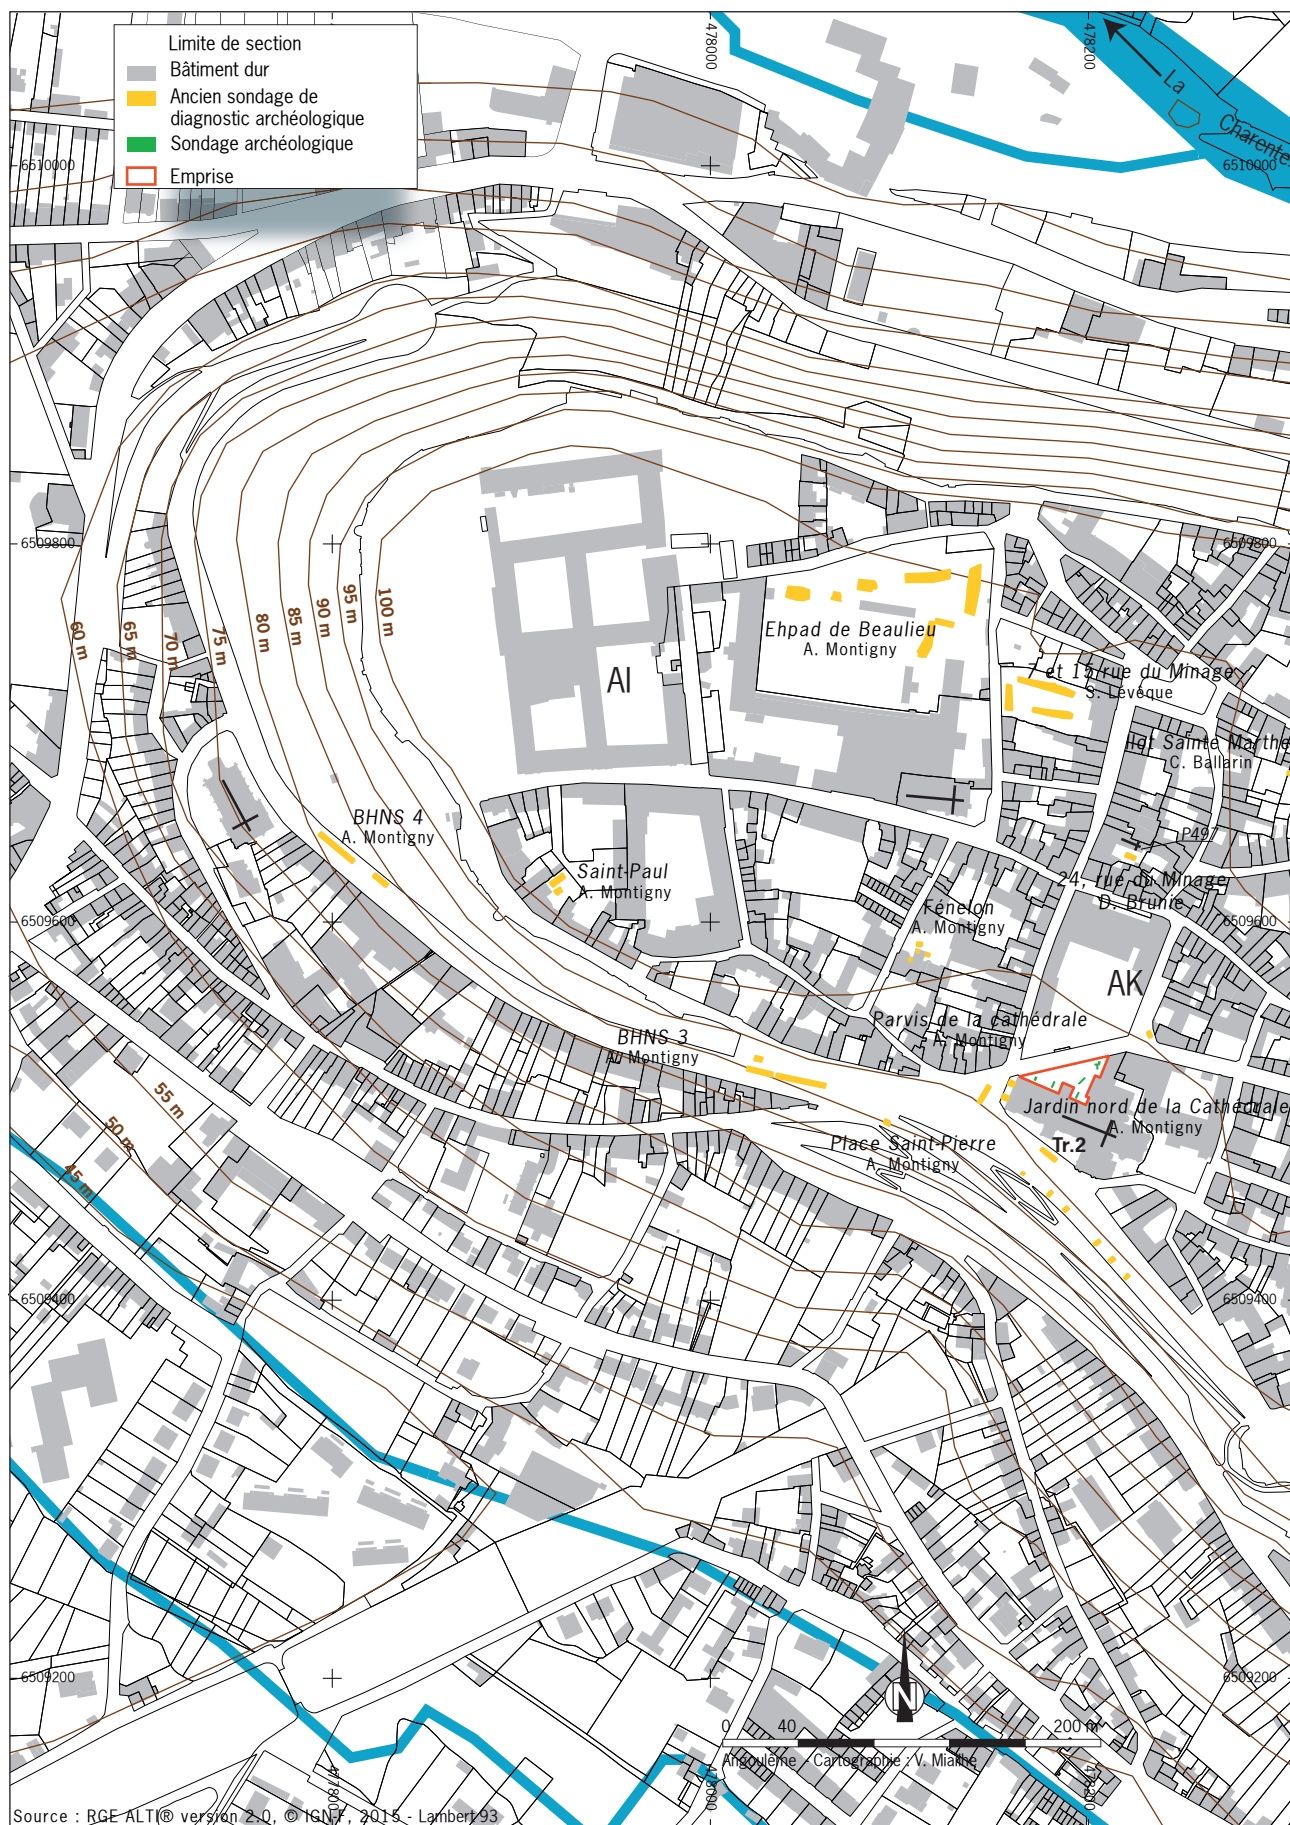 Limite de section
Bâtiment dur
Ancien sondage de
diagnostic archéologique
Sondage archéologique
Emprise
478000
478200
La
Charente
6510000
6510000
6509800
6509800
60 m
65 m
70 m
75 m
80 m
85 m
90 m
95 m
100 m
AI
Ehpad de Beaulieu
A. Montigny
7 et 15 rue du Minage
S. Lévêque
Ilot Sainte Marthe
C. Ballarin
P497
24, rue du Minage
D. Brunie
BHNS 4
A. Montigny
Saint-Paul
A. Montigny
Fénelon
A. Montigny
6509600
6509600
AK
Parvis de la cathédrale
A. Montigny
BHNS 3
A. Montigny
Jardin nord de la Cathédrale
A. Montigny
Tr.2
Place Saint-Pierre
A. Montigny
55 m
50 m
45 m
6509400
6509400
6509200
6509200
N
0 40 200 m
Angoulême - Cartographie : V. Miailhe
477800
478000
478200
Source : RGE ALTI® version 2.0, © IGN-F, 2015 - Lambert 93